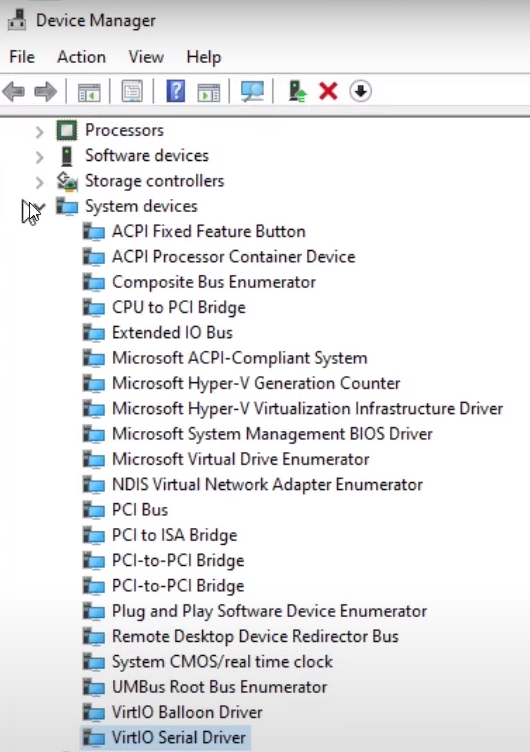 Device Manager
File Action View Help
Processors
Software devices
Storage controllers
System devices
ACPI Fixed Feature Button
ACPI Processor Container Device
Composite Bus Enumerator
CPU to PCI Bridge
Extended IO Bus
Microsoft ACPI-Compliant System
Microsoft Hyper-V Generation Counter
Microsoft Hyper-V Virtualization Infrastructure Driver
Microsoft System Management BIOS Driver
Microsoft Virtual Drive Enumerator
NDIS Virtual Network Adapter Enumerator
PCI Bus
PCI to ISA Bridge
PCI-to-PCI Bridge
PCI-to-PCI Bridge
Plug and Play Software Device Enumerator
Remote Desktop Device Redirector Bus
System CMOS/real time clock
UMBus Root Bus Enumerator
VirtIO Balloon Driver
VirtIO Serial Driver